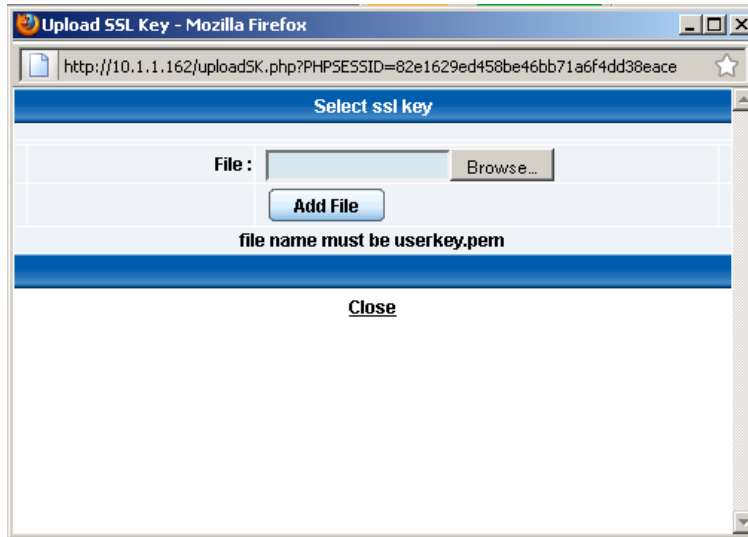 Upload SSL Key - Mozilla Firefox
http://10.1.1.162/uploadSK.php?PHPSESSID=82e1629ed458be46bb71a6f4dd38eace
Select ssl key
File :
Browse...
Add File
file name must be userkey.pem
Close